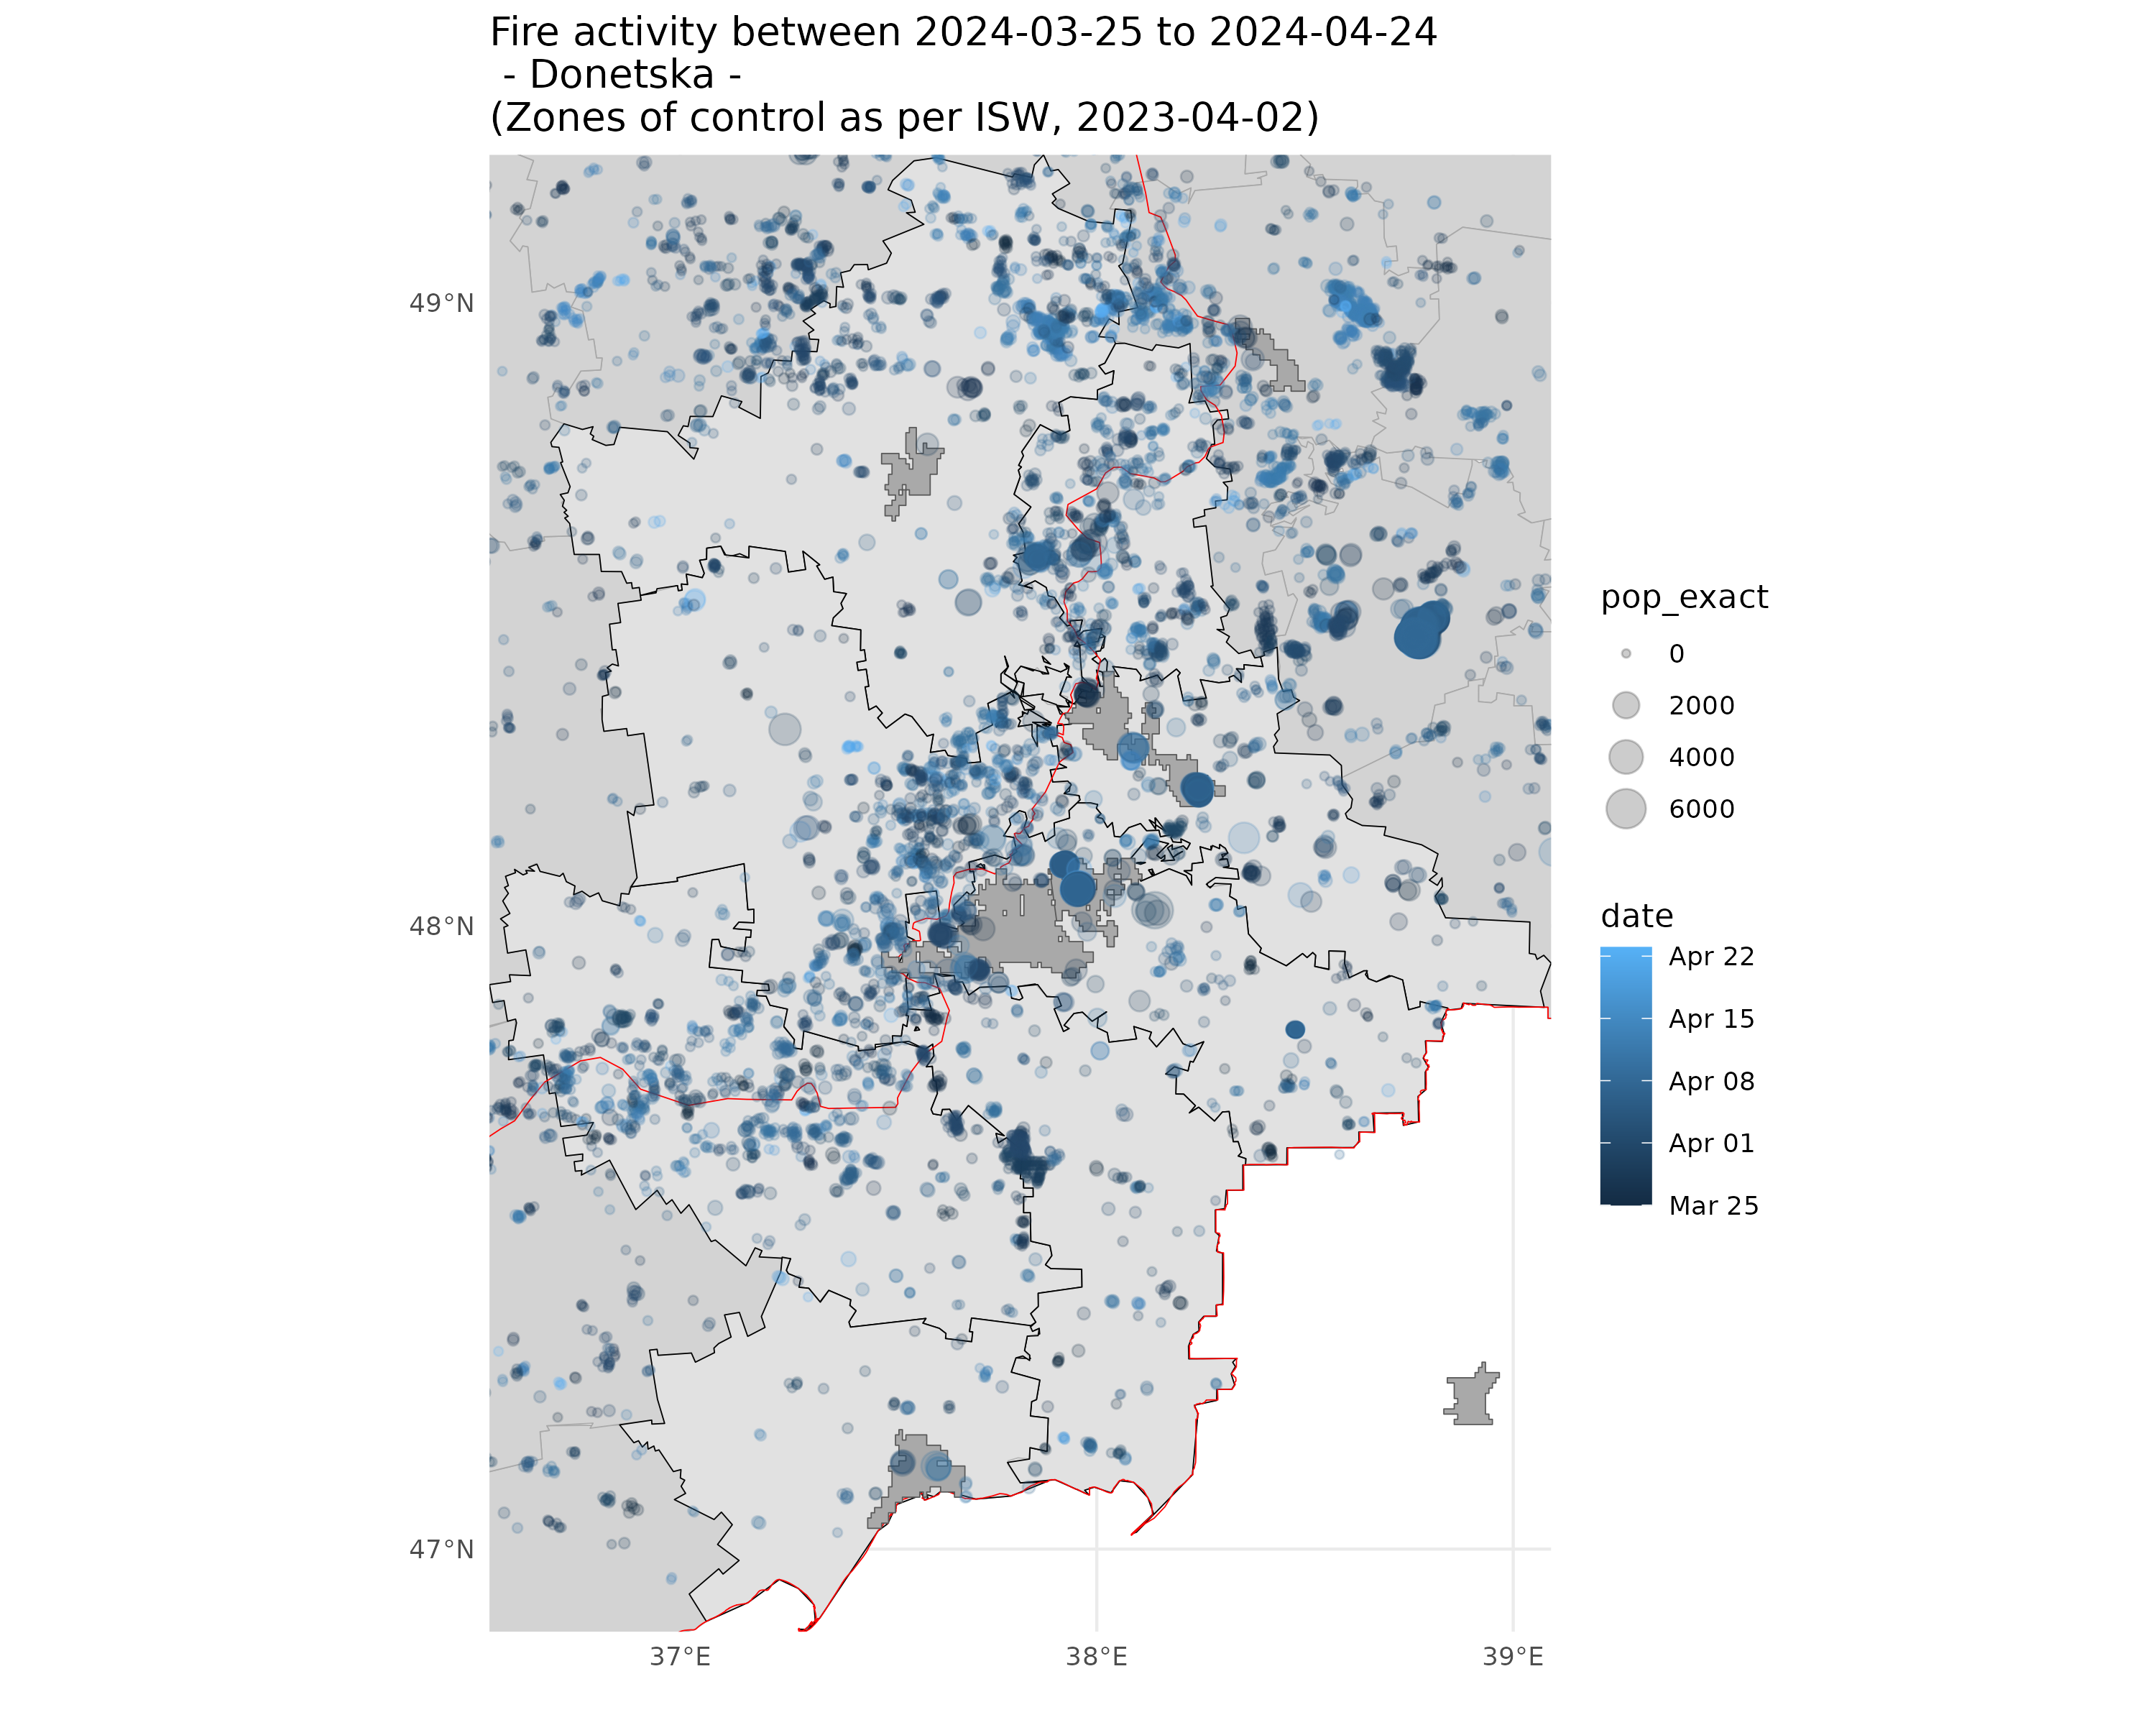 Fire activity between 2024-03-25 to 2024-04-24
- Donetska -
(Zones of control as per ISW, 2023-04-02)
49°N
48°N
47°N
37°E
38°E
39°E
pop_exact
0
2000
4000
6000
date
Apr 22
Apr 15
Apr 08
Apr 01
Mar 25